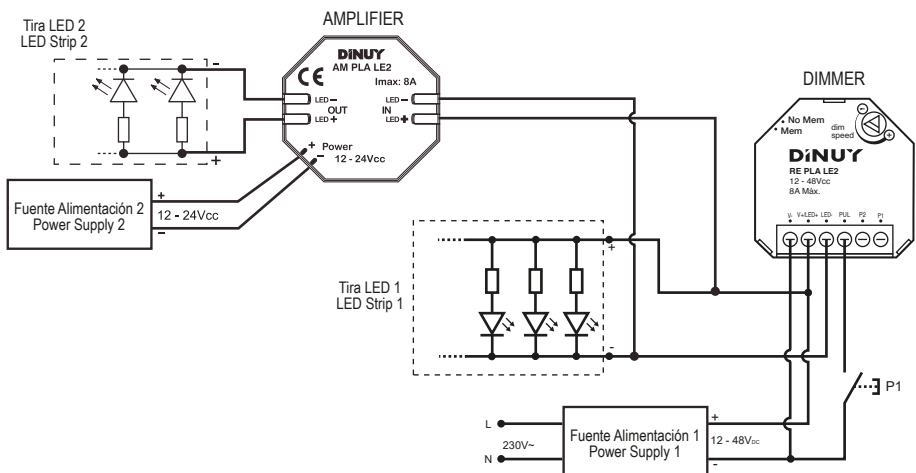 AMPLIFIER
Tira LED 2
LED Strip 2
-
+
DINUY
AM PLA LE2
CE
Imax: 8A
LED -
LED +
OUT
IN
LED -
LED +
+ Power
- 12 - 24Vcc
Fuente Alimentación 2
Power Supply 2
+
12 - 24Vcc
-
DIMMER
No Mem
Mem
dim
speed
-
+
DINUY
RE PLA LE2
12 - 48Vcc
8A Máx.
V- V+LED+ LED- PUL P2 P1
Tira LED 1
LED Strip 1
+
-
P1
L
230V~
N
Fuente Alimentación 1
Power Supply 1
+
12 - 48VDC
-